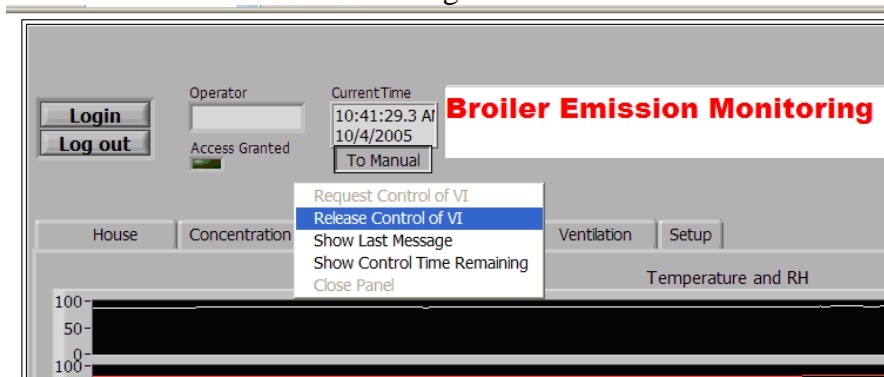 Operator
CurrentTime
Login
10:41:29.3 A
Broiler Emission Monitoring
10/4/2005
Log out
Access Granted
To Manual
Request Control of VI
Release Control of VI
House
Concentration
Show Last Message
Ventilation
Setup
Show Control Time Remaining
Close Panel
Temperature and RH
100
50
0
100